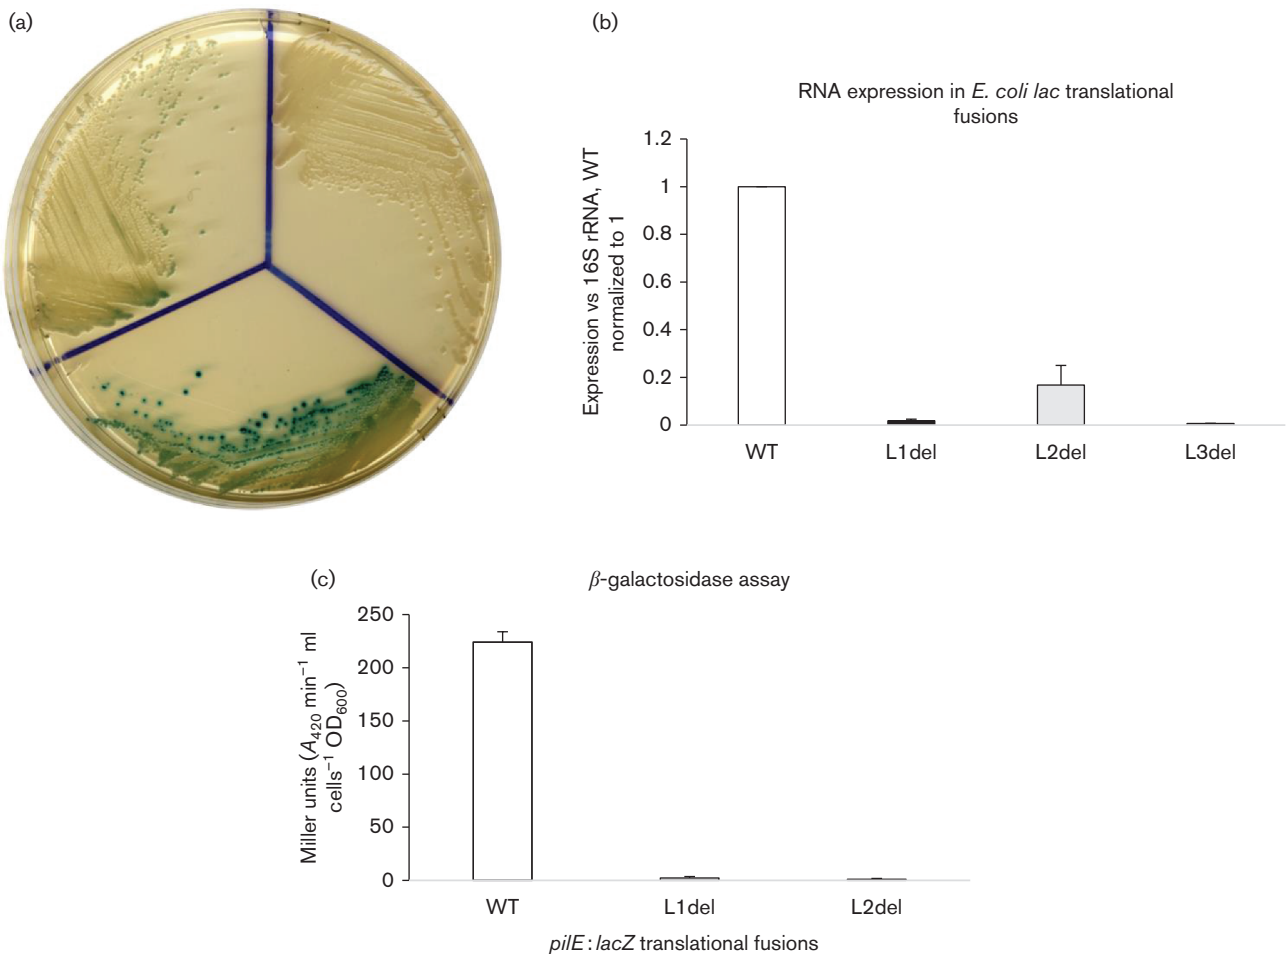 (a)
(b)
RNA expression in E. coli lac translational
fusions
Expression vs 16S rRNA, WT
normalized to 1
1.2
1
0.8
0.6
0.4
0.2
0
WT
L1del
L2del
L3del
(c)
β-galactosidase assay
Miller units (A420 min−1 ml
cells−1 OD600)
250
200
150
100
50
0
WT
L1del
L2del
pilE : lacZ translational fusions